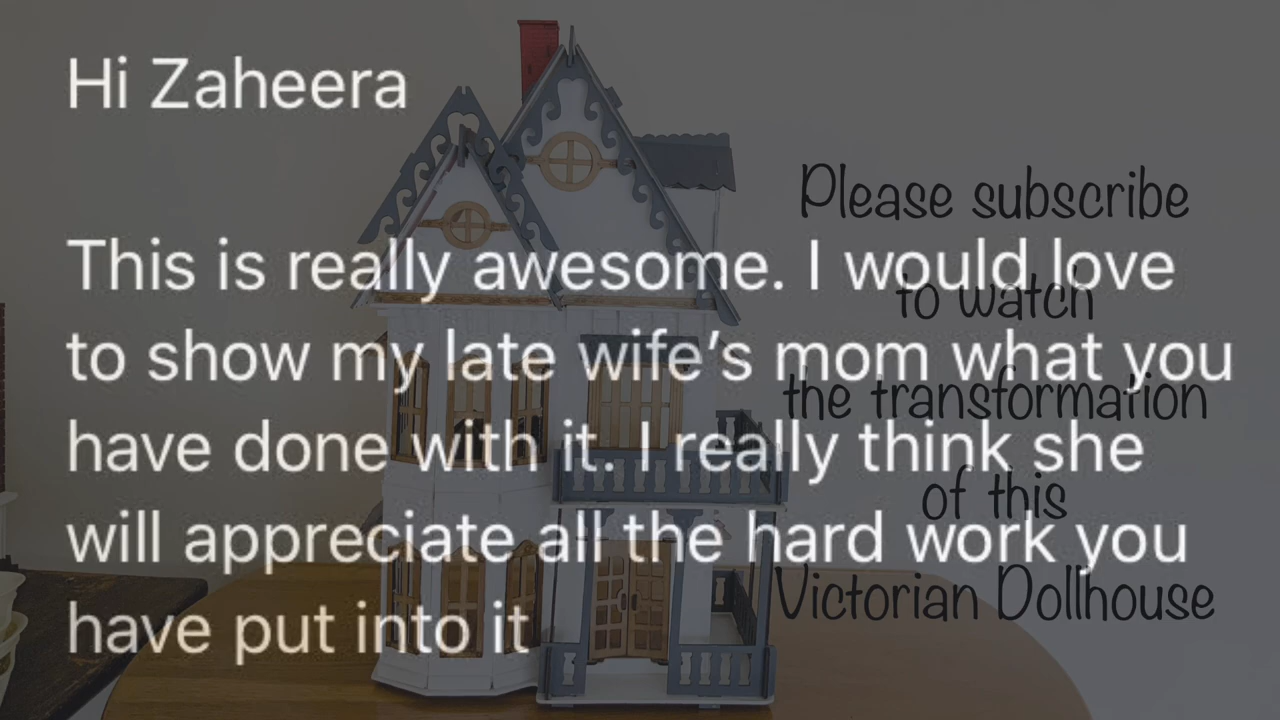 Hi Zaheera
This is really awesome. I would love
to show my late wife's mom what you
have done with it. I really think she
will appreciate all the hard work you
have put into it
Please subscribe
to watch
the transformation
of this
Victorian Dollhouse